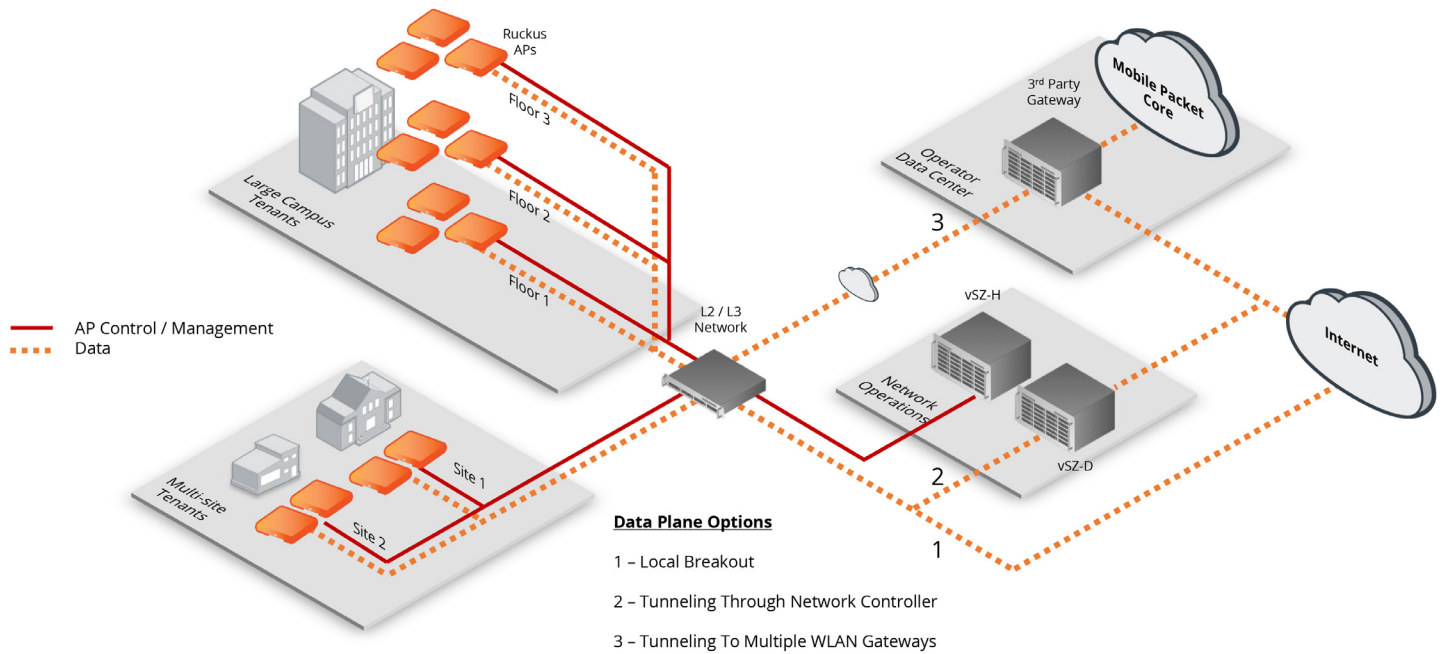 Ruckus
APs
Floor 3
Floor 2
Floor 1
Large Campus
Tenants
3rd Party
Gateway
Mobile Packet
Core
Operator
Data Center
3
L2 / L3
Network
vSZ-H
Network
Operations
vSZ-D
2
1
Internet
AP Control / Management
Data
Multi-site
Tenants
Site 1
Site 2
Data Plane Options
1 – Local Breakout
2 – Tunneling Through Network Controller
3 – Tunneling To Multiple WLAN Gateways